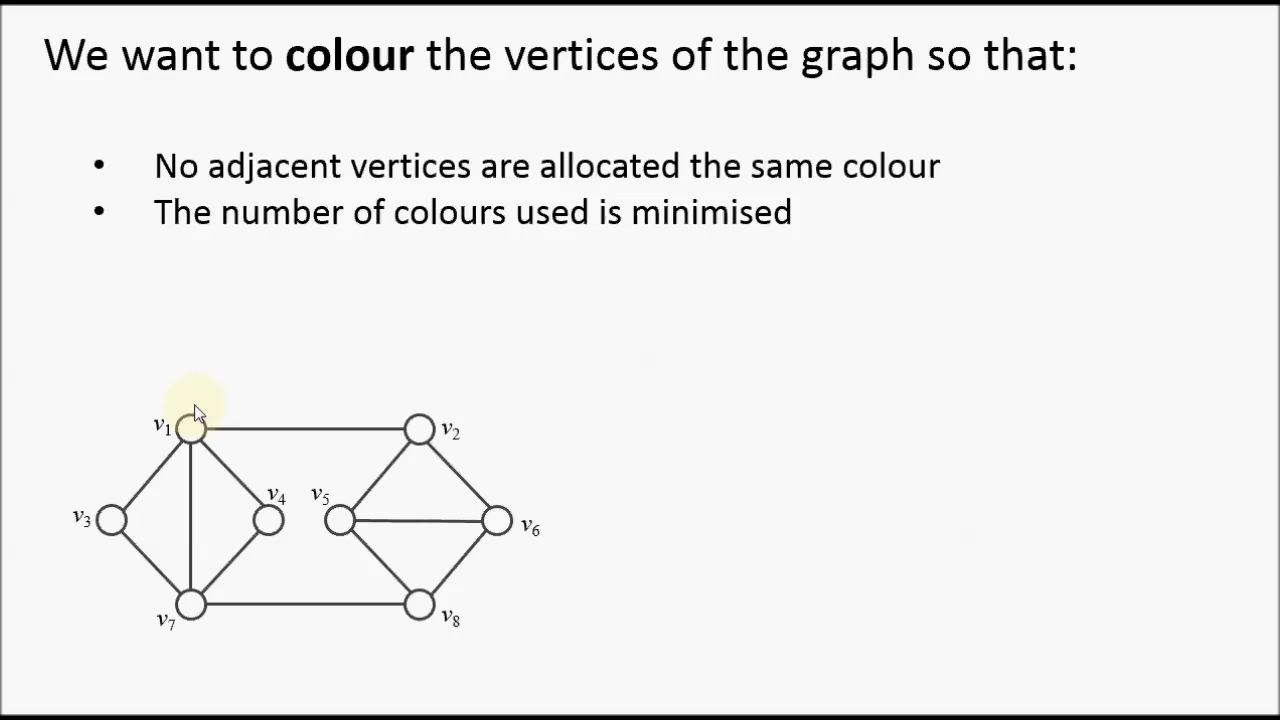 We want to colour the vertices of the graph so that:
• No adjacent vertices are allocated the same colour
• The number of colours used is minimised
v1
v2
v4
v5
v3
v6
v7
v8